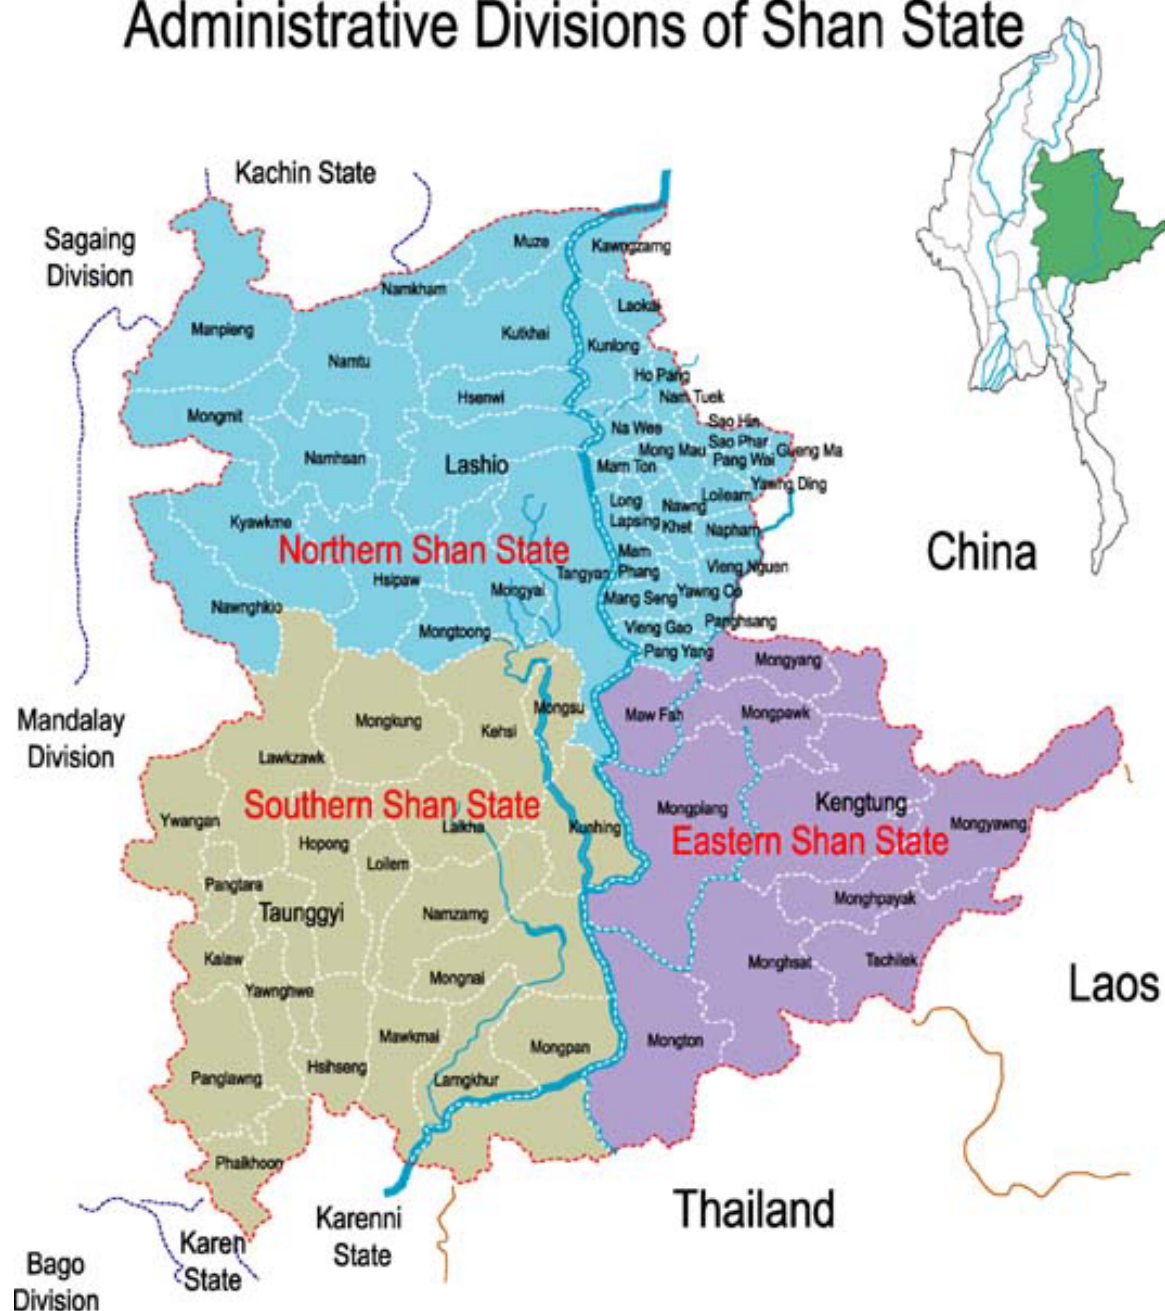 Administrative Divisions of Shan State
Kachin State
Sagaing
Division
Muze
Kawngzamg
Namkham
Laokai
Manpieng
Kutkhai
Kunlong
Namtu
Ho Pang
Hsenwi
Nam Tuek
Mongmit
Sao Hin
Na Wee
Sao Phar
Mong Mau
Gueng Ma
Pang Wai
Namhsan
Lashio
Mam Ton
Yawng Ding
Loilearn
Long
Lapsing
Nawng
Khet
Kyawkme
Napham
China
Northern Shan State
Mam
Phang
Tangyan
Vieng Nguen
Hsipaw
Mongyai
Yawng Oo
Mang Seng
Nawnghkio
Panghsang
Mongtoong
Vieng Gao
Pang Yang
Mongyang
Mongsu
Maw Fah
Mongpawk
Mandalay
Division
Mongkung
Kehsi
Lawkzawk
Southern Shan State
Kengtung
Mongplang
Ywangan
Laikha
Kunhing
Mongyawng
Hopong
Eastern Shan State
Loilem
Pangtara
Monghpayak
Taunggyi
Namzamg
Kalaw
Monghsat
Tachilek
Mongnai
Laos
Yawnghwe
Mawkmai
Mongpan
Mongton
Hsihseng
Panglawng
Lamgkhur
Phaikhoon
Thailand
Karenni
State
Karen
State
Bago
Division